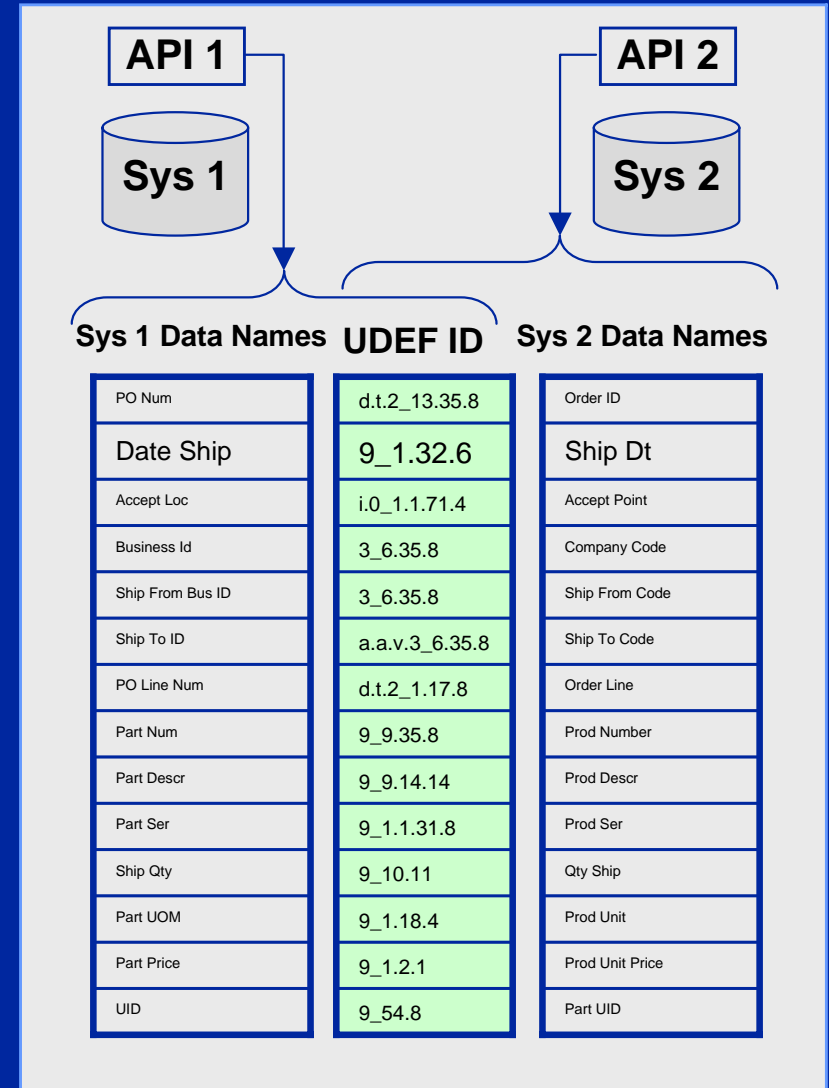 API 1 API 2
Sys 1 Sys 2
Sys 1 Data Names UDEF ID Sys 2 Data Names
PO Num d.t.2_13.35.8 Order ID
Date Ship 9_1.32.6 Ship Dt
Accept Loc i.0_1.1.71.4 Accept Point
Business Id 3_6.35.8 Company Code
Ship From Bus ID 3_6.35.8 Ship From Code
Ship To ID a.a.v.3_6.35.8 Ship To Code
PO Line Num d.t.2_1.17.8 Order Line
Part Num 9_9.35.8 Prod Number
Part Descr 9_9.14.14 Prod Descr
Part Ser 9_1.1.31.8 Prod Ser
Ship Qty 9_10.11 Qty Ship
Part UOM 9_1.18.4 Prod Unit
Part Price 9_1.2.1 Prod Unit Price
UID 9_54.8 Part UID